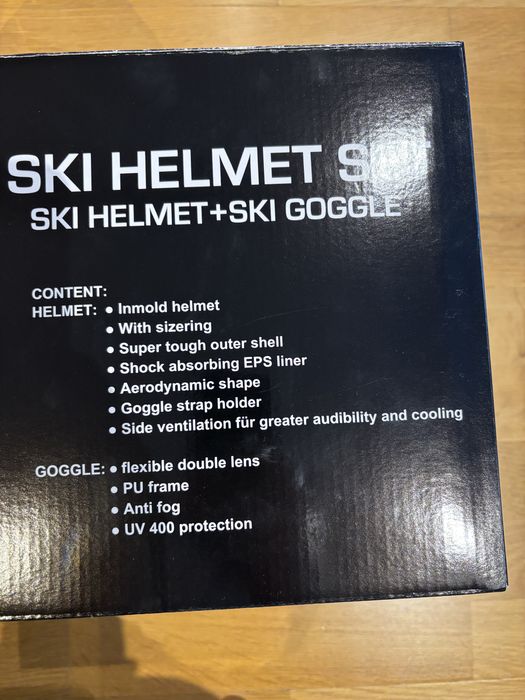 SKI HELMET SET
SKI HELMET+SKI GOGGLE
CONTENT:
HELMET: ● Inmold helmet
● With sizering
● Super tough outer shell
● Shock absorbing EPS liner
● Aerodynamic shape
● Goggle strap holder
● Side ventilation für greater audibility and cooling
GOGGLE: ● flexible double lens
● PU frame
● Anti fog
● UV 400 protection